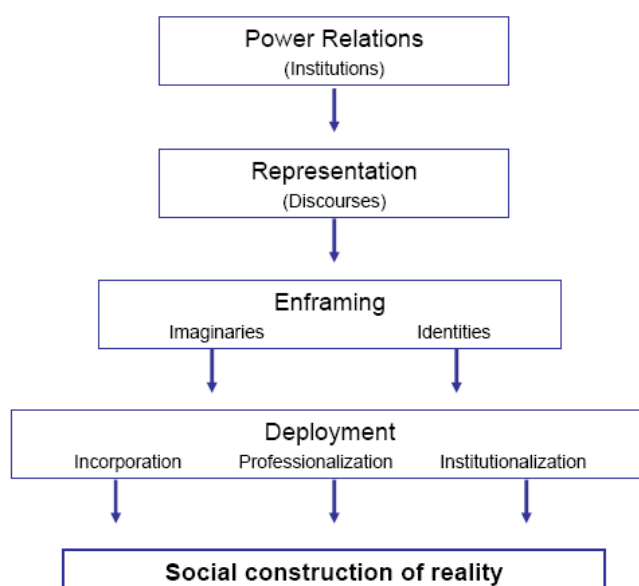 Power Relations
(Institutions)
Representation
(Discourses)
Enframing
Imaginaries Identities
Deployment
Incorporation Professionalization Institutionalization
Social construction of reality